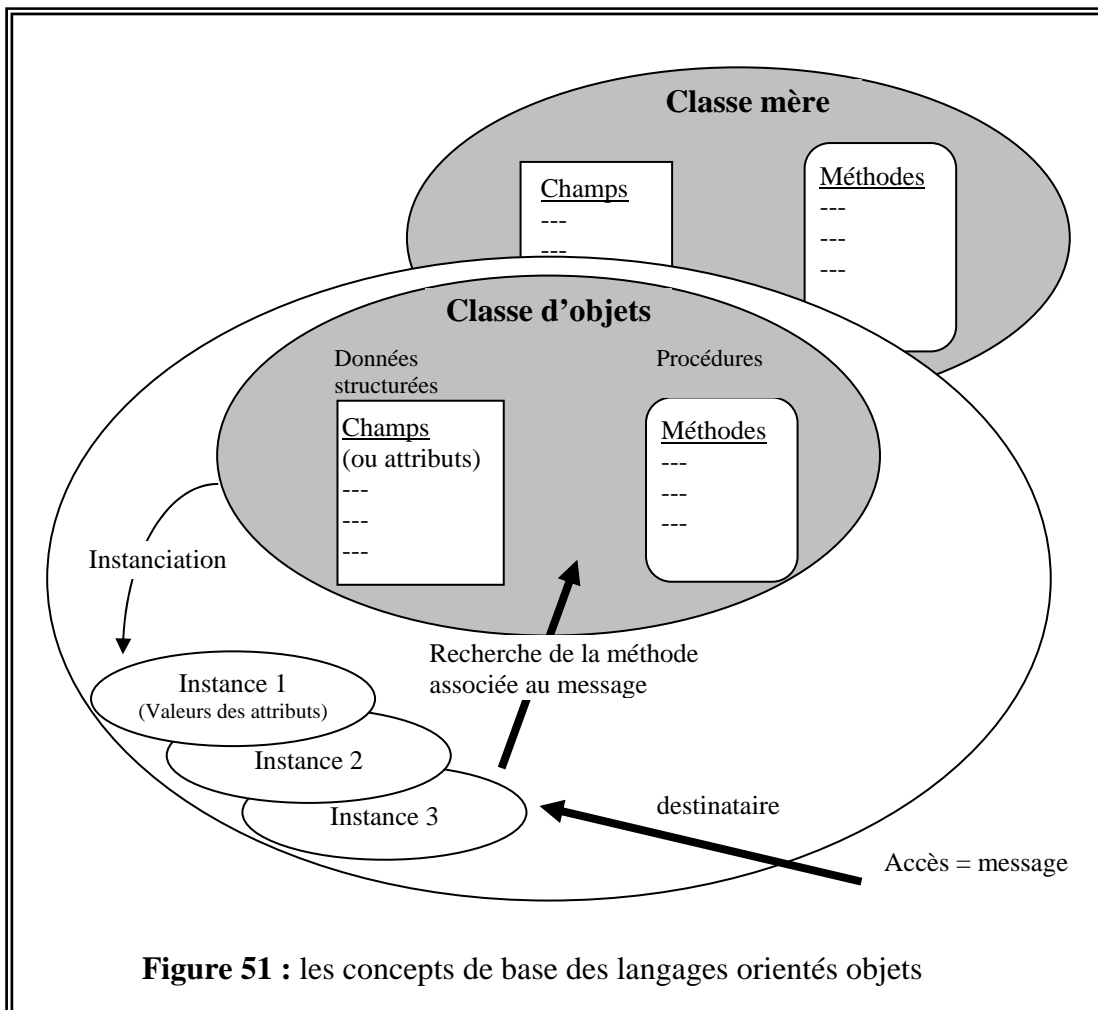 Classe mère
Champs
---
---
Méthodes
---
---
---
Classe d’objets
Données
structurées
Procédures
Champs
(ou attributs)
---
---
---
Méthodes
---
---
---
Instanciation
Recherche de la méthode
associée au message
Instance 1
(Valeurs des attributs)
Instance 2
Instance 3
destinataire
Accès = message
Figure 51 : les concepts de base des langages orientés objets